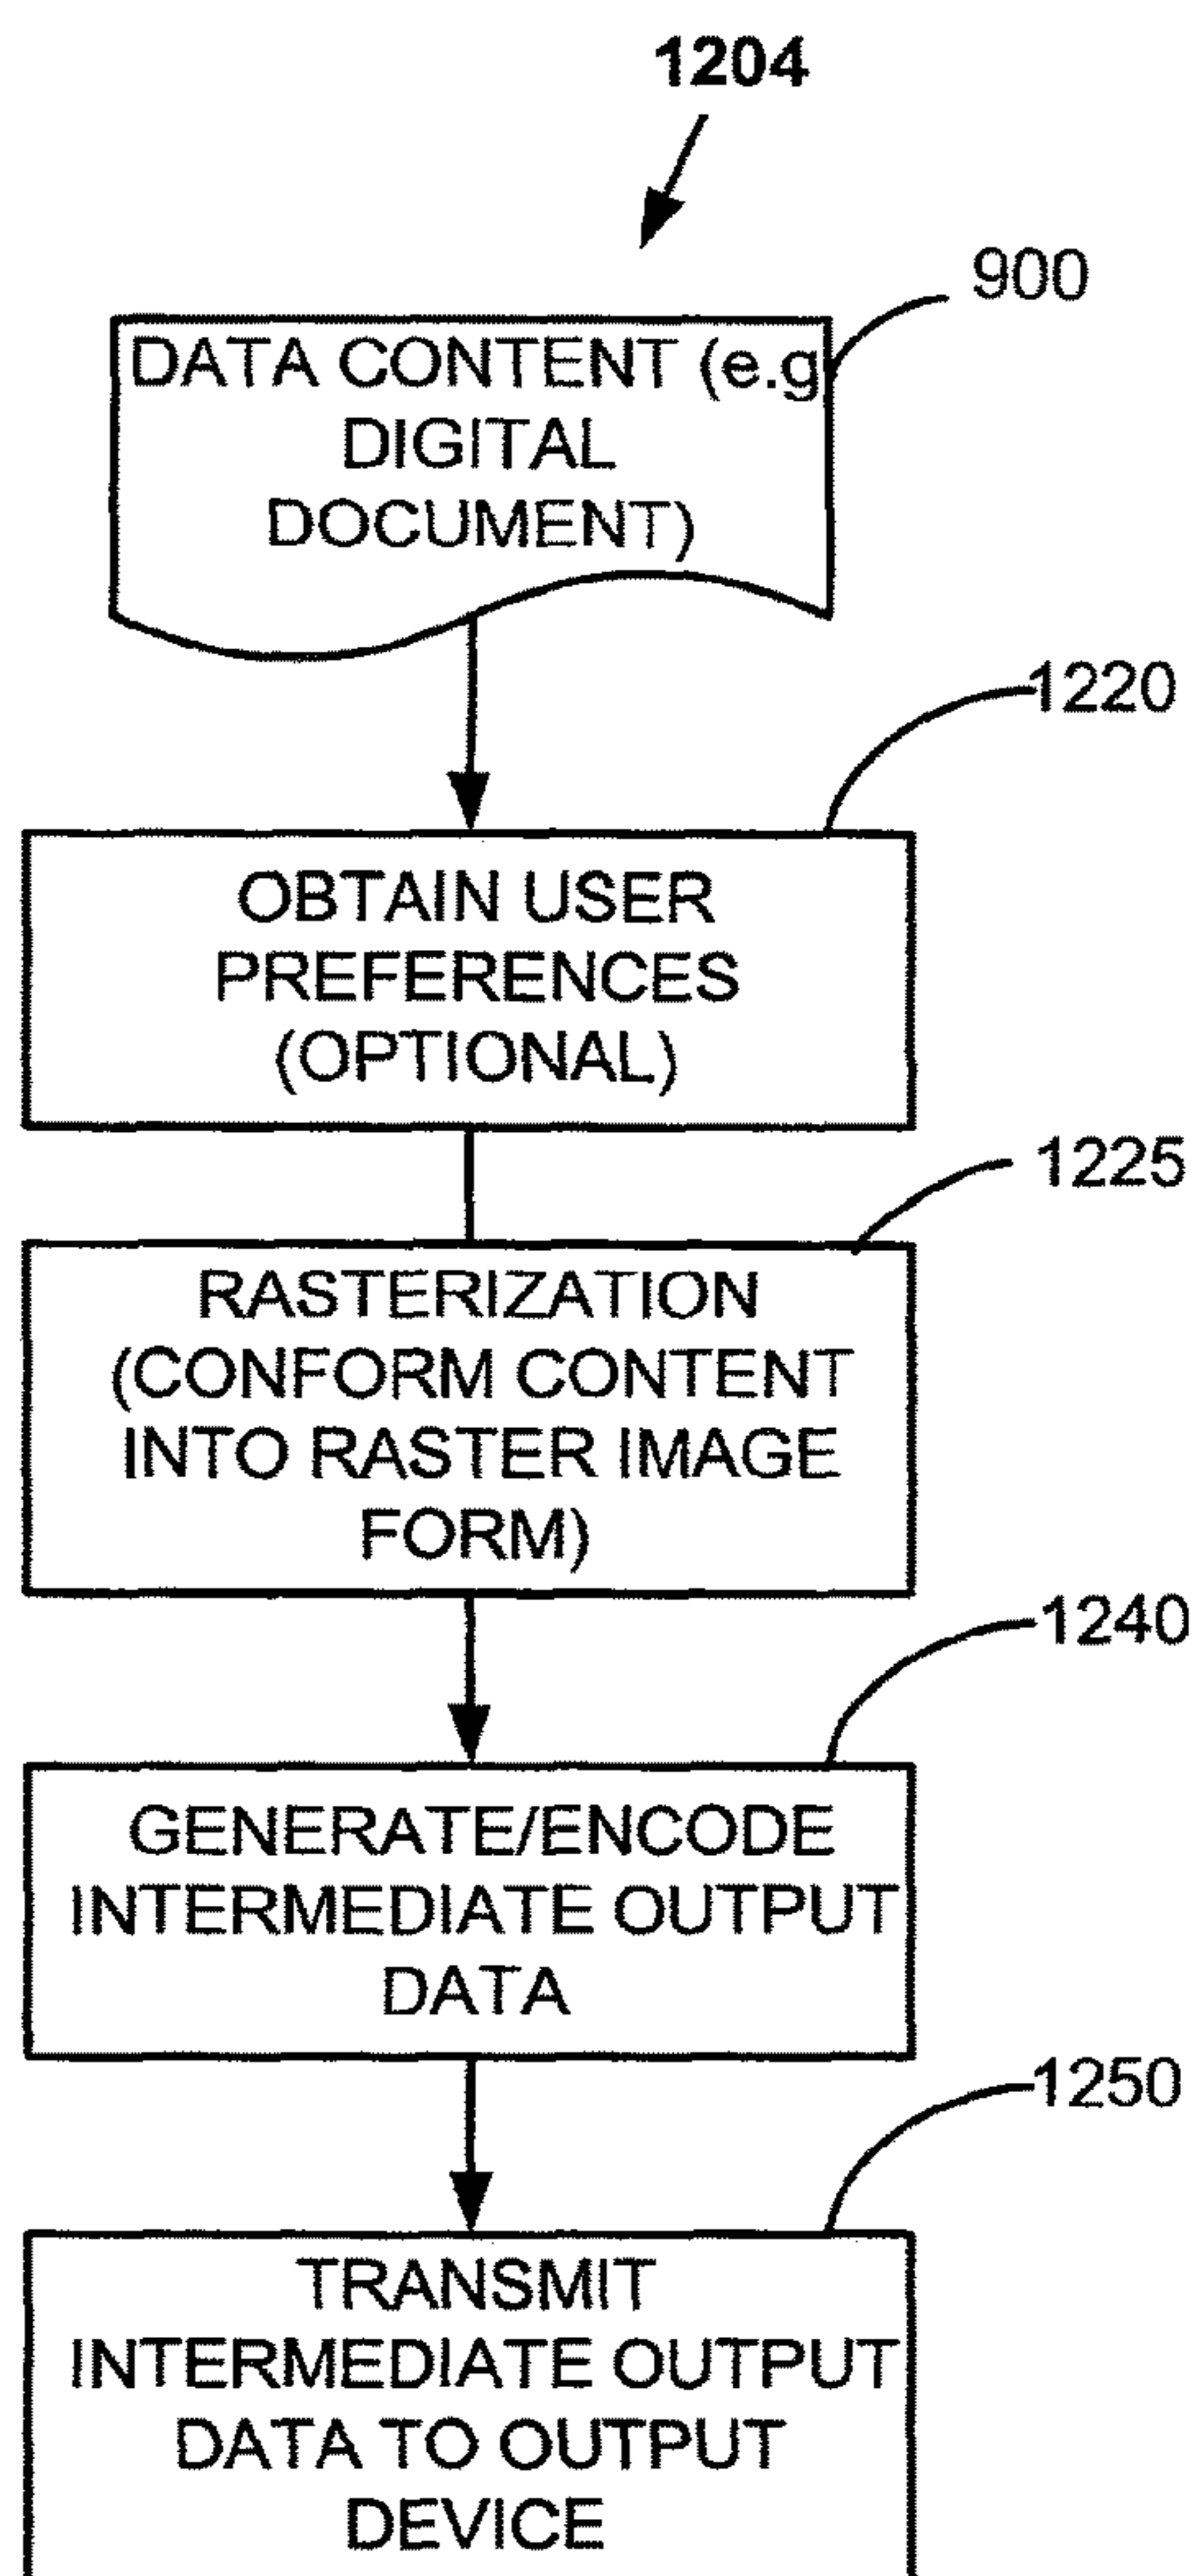 1204
900
DATA CONTENT (e.g
DIGITAL
DOCUMENT)
1220
OBTAIN USER
PREFERENCES
(OPTIONAL)
1225
RASTERIZATION
(CONFORM CONTENT
INTO RASTER IMAGE
FORM)
1240
GENERATE/ENCODE
INTERMEDIATE OUTPUT
DATA
1250
TRANSMIT
INTERMEDIATE OUTPUT
DATA TO OUTPUT
DEVICE